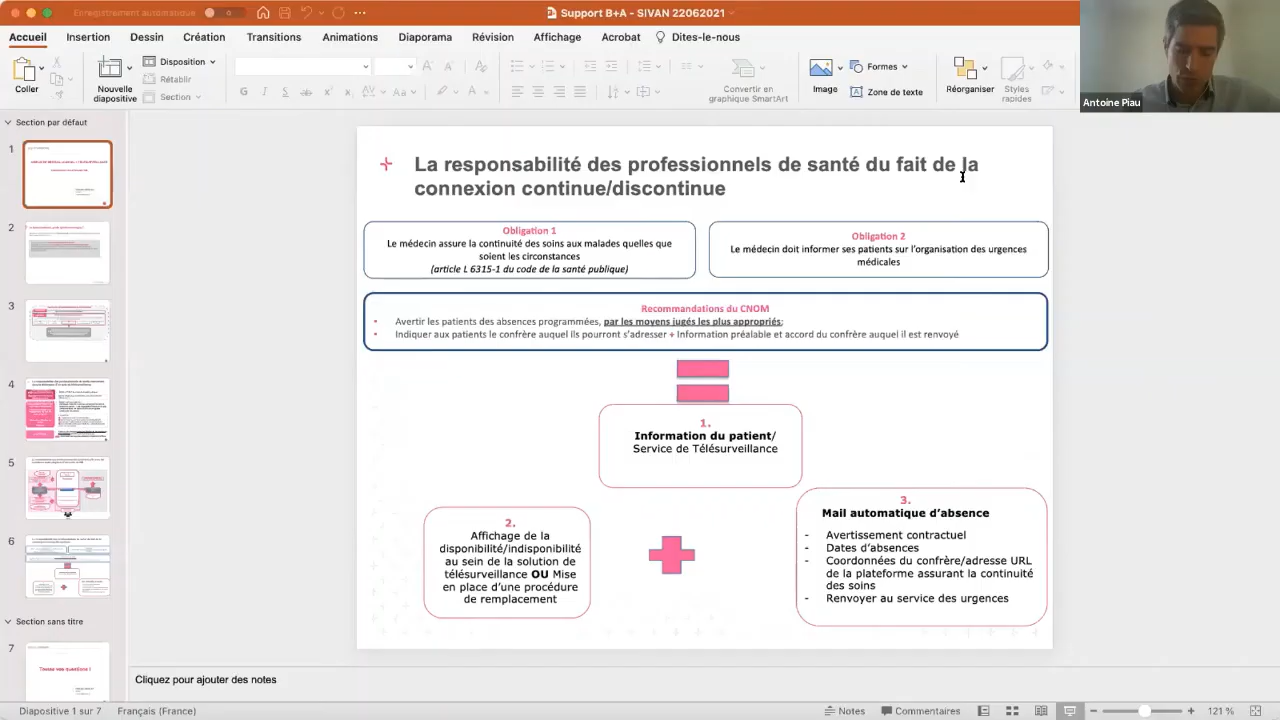 Enregistrement automatique
Support B+A - SIVAN 22062021
Accueil
Insertion
Dessin
Création
Transitions
Animations
Diaporama
Révision
Affichage
Acrobat
Dites-le-nous
Coller
Nouvelle
diapositive
Disposition
Rétablir
Section
G
I
S
Convertir en
graphique SmartArt
Image
Formes
Zone de texte
Réorganiser
Styles
rapides
Antoine Piau
Section par défaut
1
2
3
4
5
6
Section sans titre
7
Tiens nos questions !
La responsabilité des professionnels de santé du fait de la
connexion continue/discontinue
Obligation 1
Le médecin assure la continuité des soins aux malades quelles que
soient les circonstances
(article L 6315-1 du code de la santé publique)
Obligation 2
Le médecin doit informer ses patients sur l'organisation des urgences
médicales
Recommandations du CNOM
Avertir les patients des absences programmées, par les moyens jugés les plus appropriés;
Indiquer aux patients le confrère auquel ils pourront s'adresser + Information préalable et accord du confrère auquel il est renvoyé
1.
Information du patient/
Service de Télésurveillance
2.
Affichage de la
disponibilité/indisponibilité
au sein de la solution de
télésurveillance OU Mise
en place d'une procédure
de remplacement
3.
Mail automatique d'absence
- Avertissement contractuel
- Dates d'absences
- Coordonnées du confrère/adresse URL
de la plateforme assurant la continuité
des soins
- Renvoyer au service des urgences
Cliquez pour ajouter des notes
Diapositive 1 sur 7
Français (France)
Notes
Commentaires
121 %